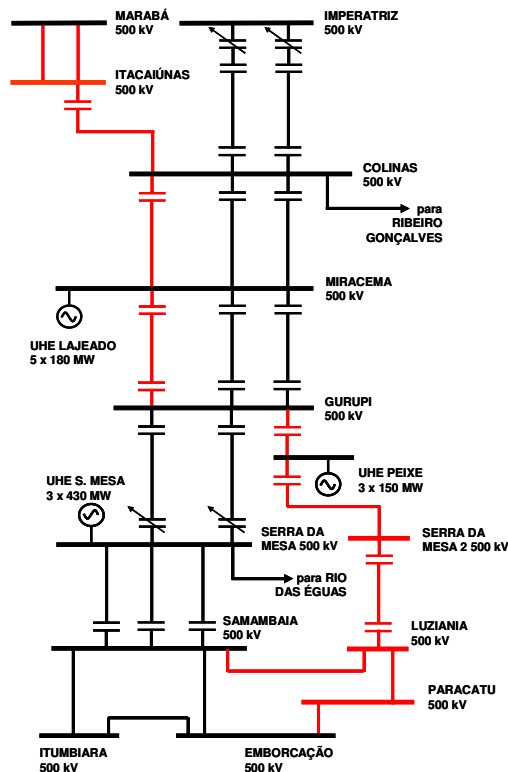 MARABÁ
500 kV
IMPERATRIZ
500 kV
ITACAIÚNAS
500 kV
COLINAS
500 kV
para
RIBEIRO
GONÇALVES
MIRACEMA
500 kV
UHE LAJEADO
5 x 180 MW
GURUPI
500 kV
UHE S. MESA
3 x 430 MW
UHE PEIXE
3 x 150 MW
SERRA DA
MESA 500 kV
SERRA DA
MESA 2 500 kV
para RIO
DAS ÉGUAS
SAMAMBAIA
500 kV
LUZIANIA
500 kV
PARACATU
500 kV
ITUMBIARA
500 kV
EMBORCAÇÃO
500 kV